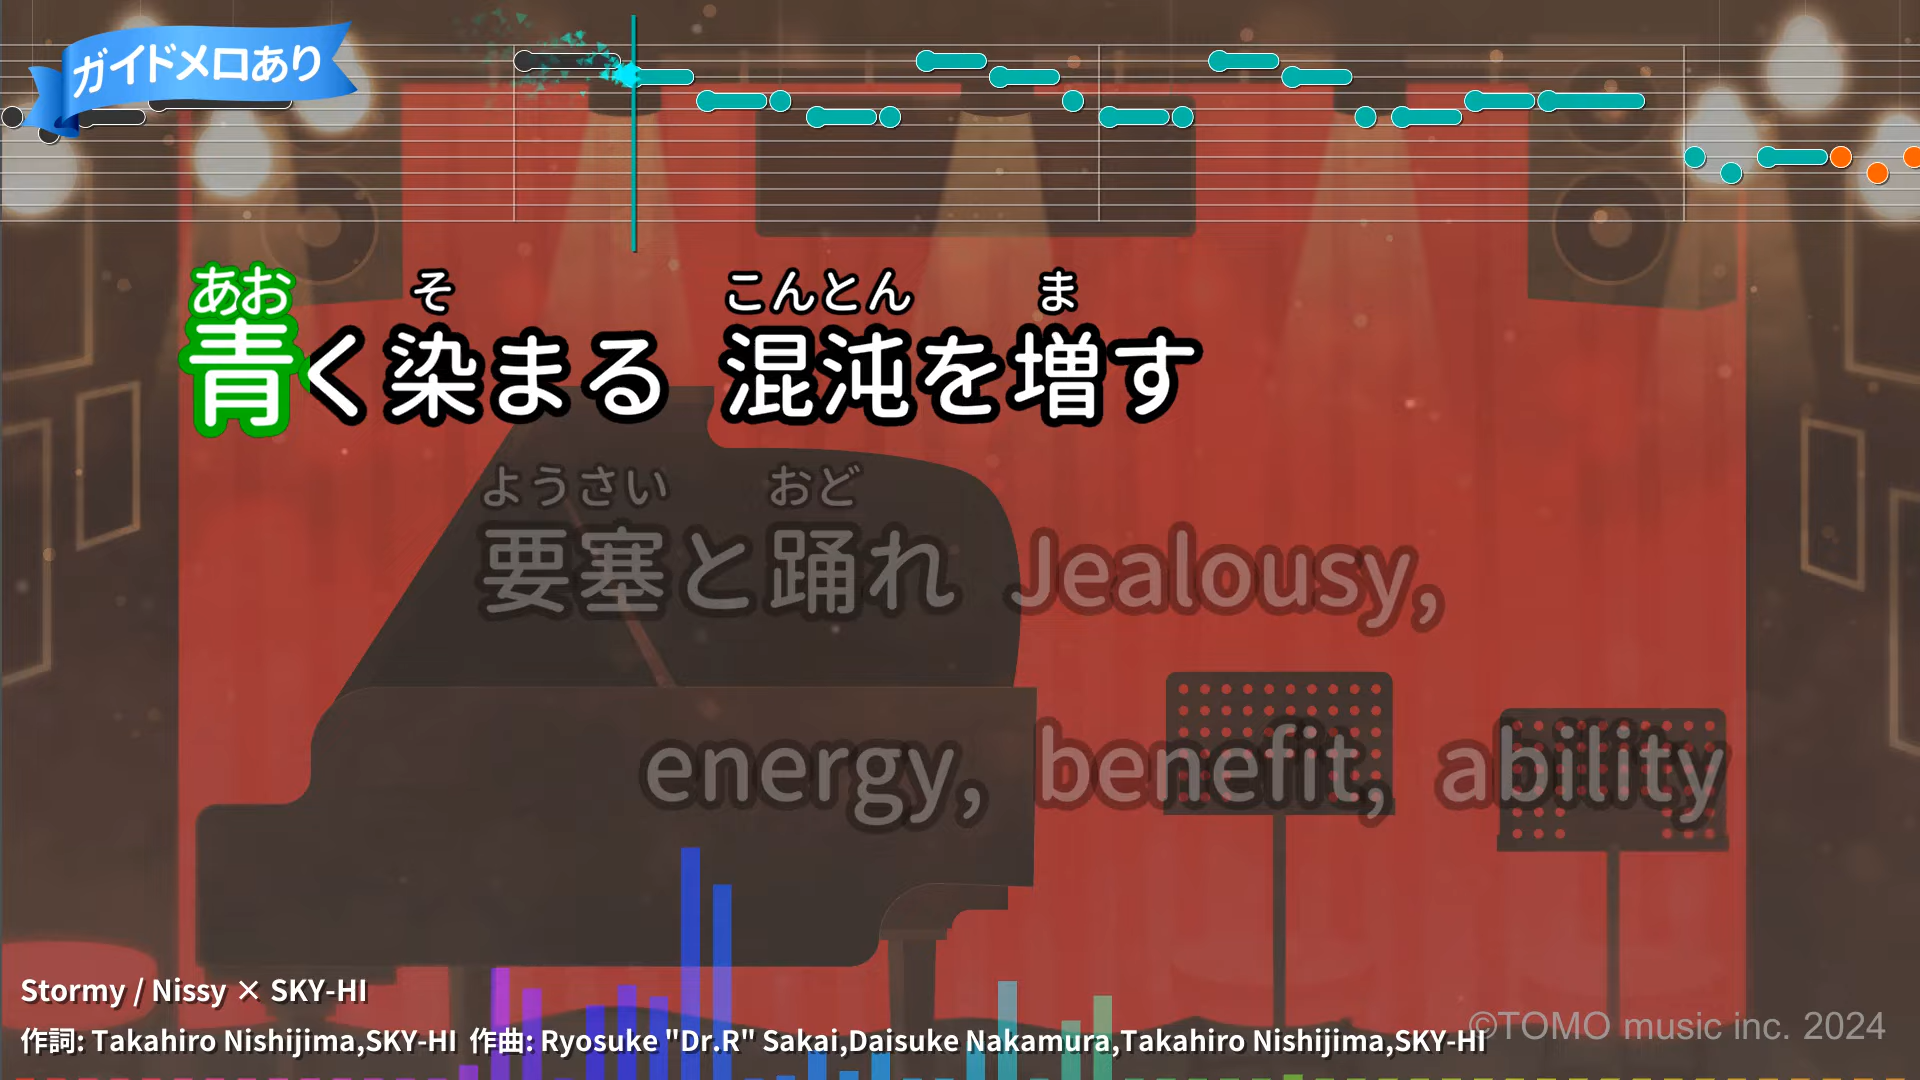 ガイドメロあり
あお そ こんとん ま
青く染まる 混沌を増す
ようさい おど
要塞と踊れ Jealousy,
energy, benefit, ability
Stormy / Nissy × SKY-HI
作詞: Takahiro Nishijima,SKY-HI 作曲: Ryosuke "Dr.R" Sakai,Daisuke Nakamura,Takahiro Nishijima,SKY-HI
©TOMO music inc. 2024